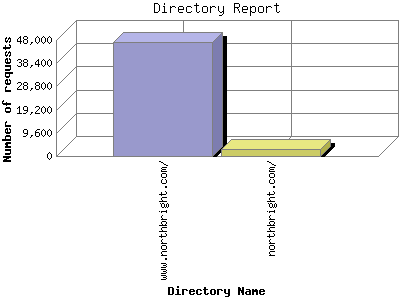 Directory Report
Number of requests
48,000
38,400
28,800
19,200
9,600
0
www.northbright.com/
northbright.com/
Directory Name